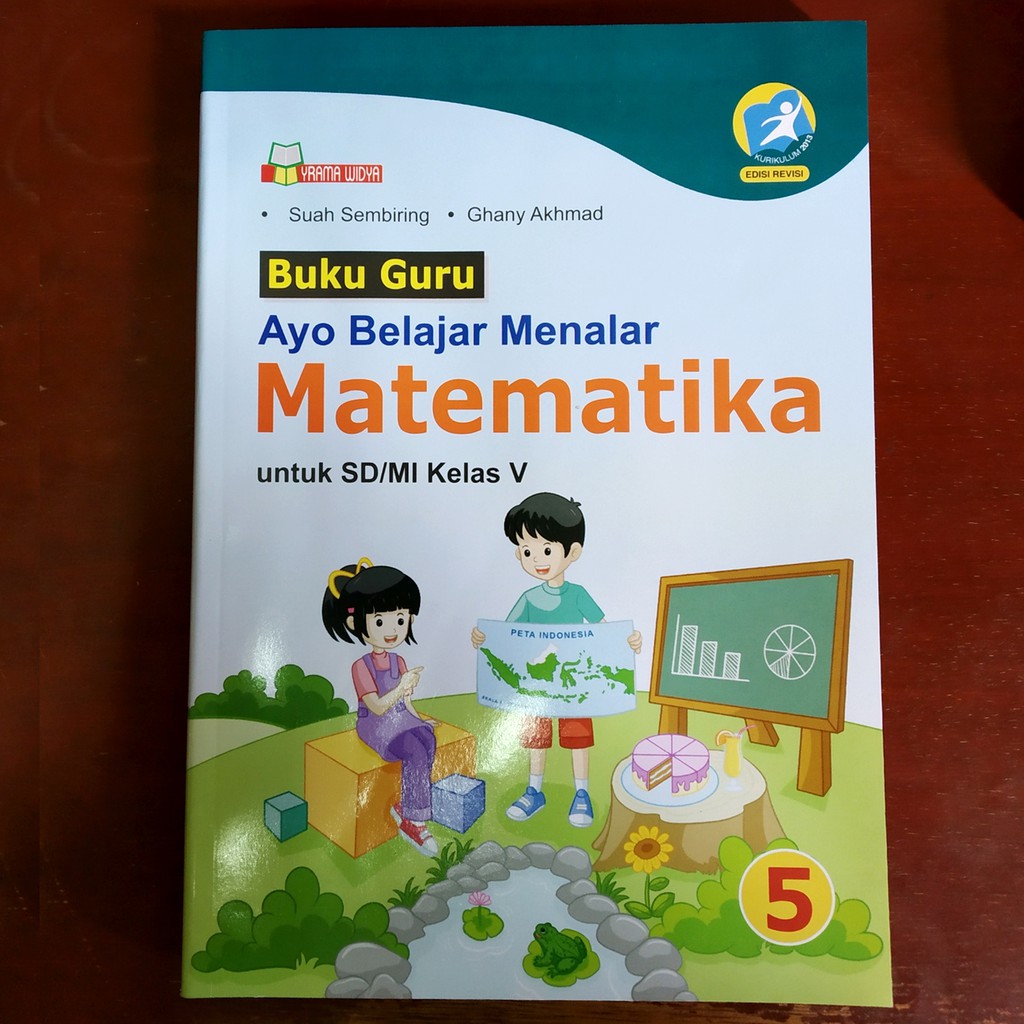 KURIKULUM 2013
EDISI REVISI
YRAMA WIDYA
• Suah Sembiring • Ghany Akhmad
Buku Guru
Ayo Belajar Menalar
Matematika
untuk SD/MI Kelas V
PETA INDONESIA
5